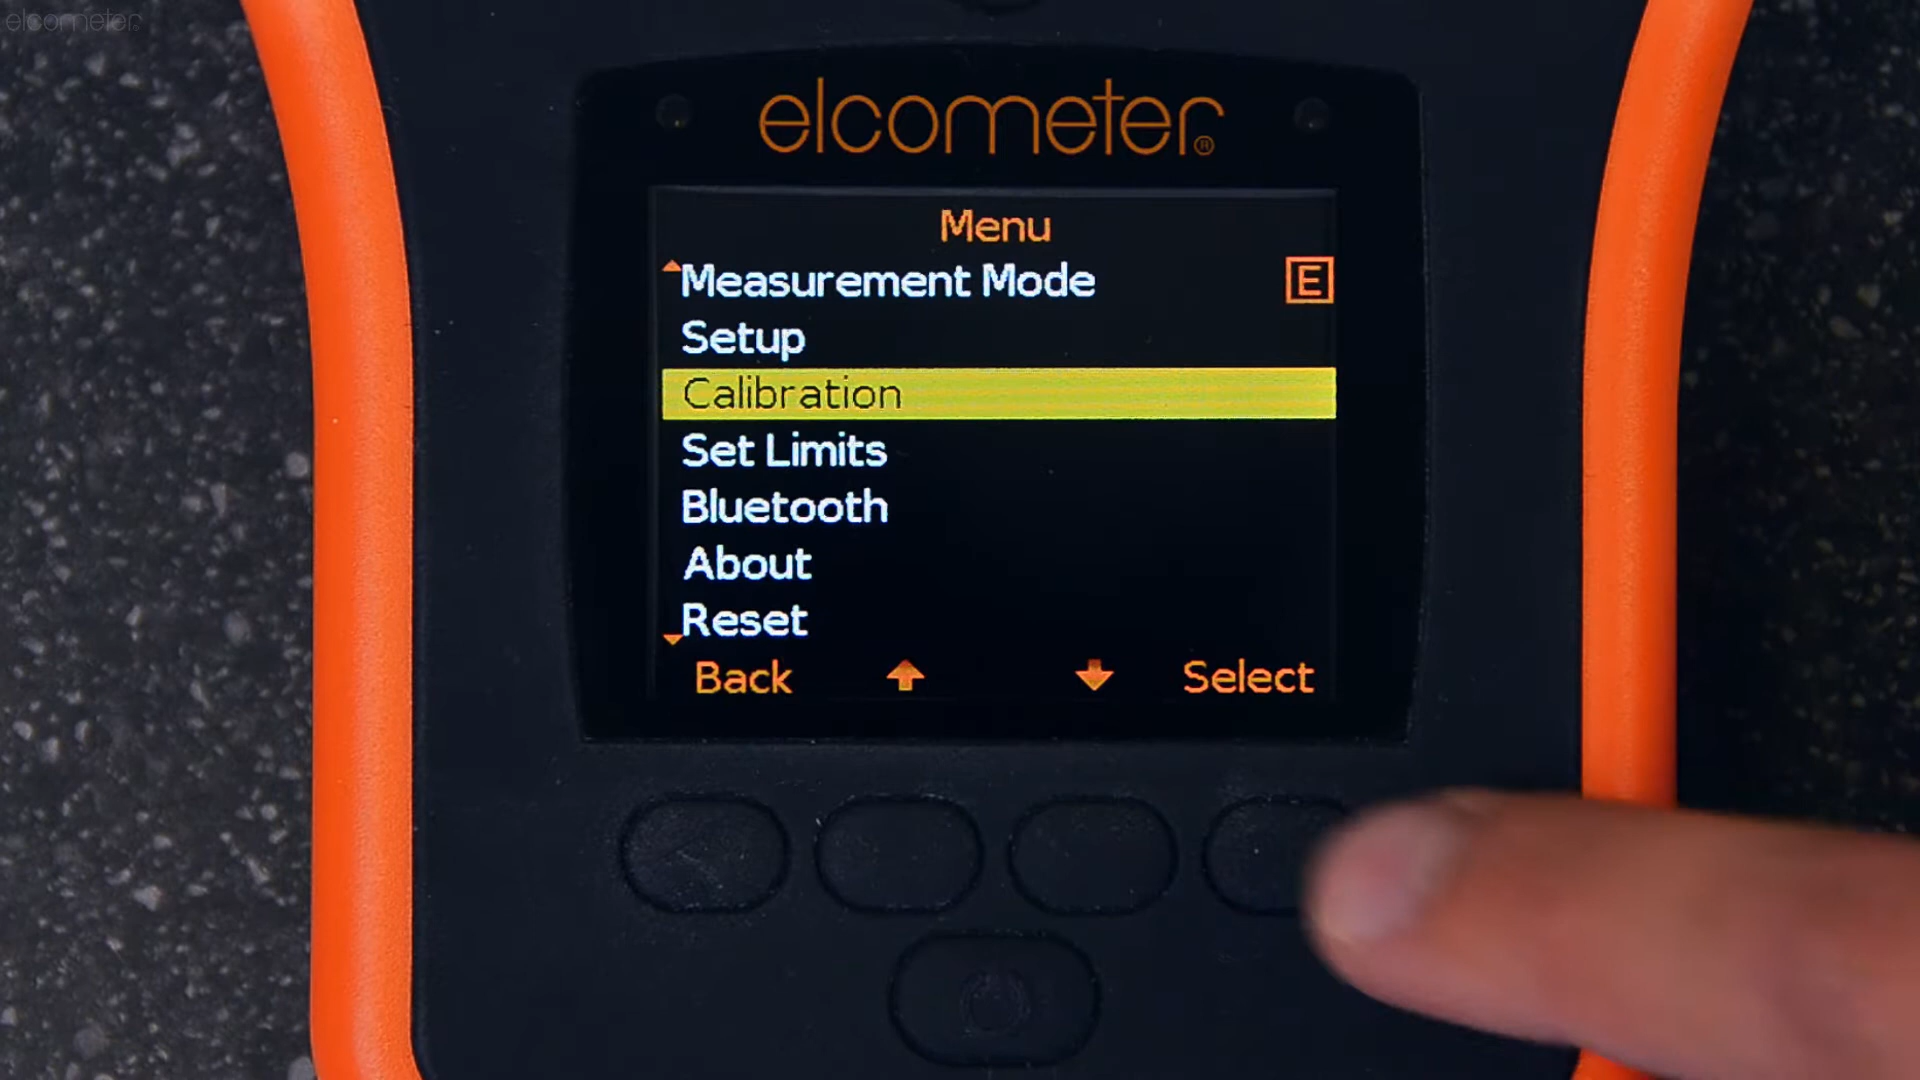 elcometer
elcometer®
Menu
Measurement Mode E
Setup
Calibration
Set Limits
Bluetooth
About
Reset
Back Select